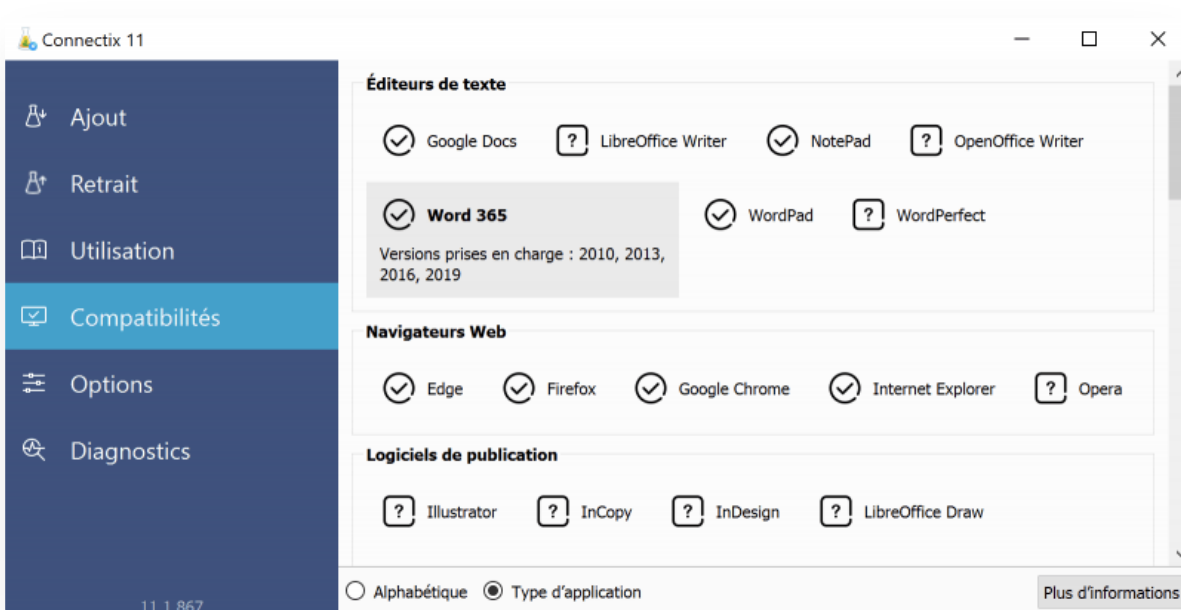 Connectix 11
Ajout
Retrait
Utilisation
Compatibilités
Options
Diagnostics
11.1.867
Éditeurs de texte
Google Docs ? LibreOffice Writer NotePad ? OpenOffice Writer
Word 365 WordPad ? WordPerfect
Versions prises en charge : 2010, 2013,
2016, 2019
Navigateurs Web
Edge Firefox Google Chrome Internet Explorer ? Opera
Logiciels de publication
? Illustrator ? InCopy ? InDesign ? LibreOffice Draw
Alphabétique Type d'application Plus d'informations